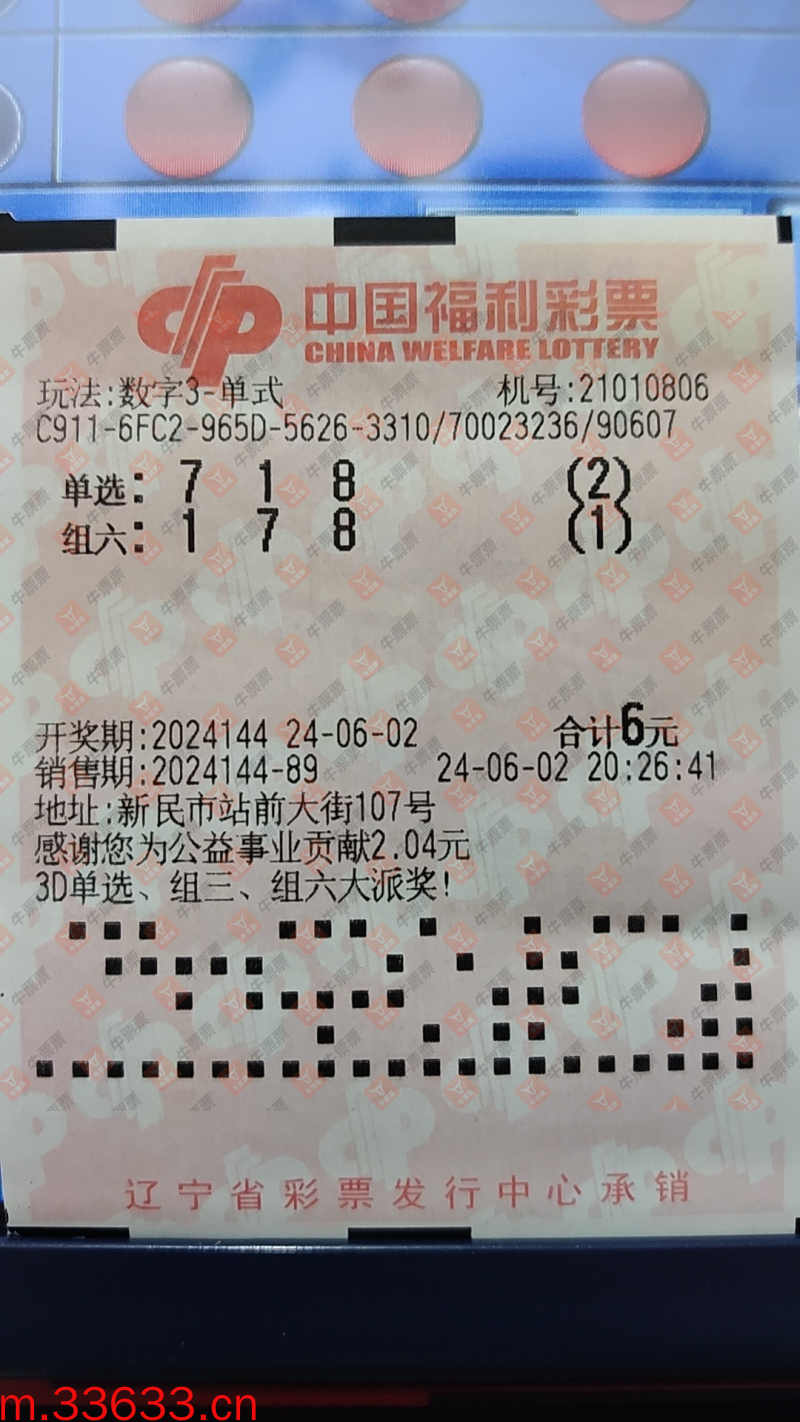 中国福利彩票
CHINA WELFARE LOTTERY
玩法:数字3-单式 机号:21010806
C911-6FC2-965D-5626-3310/70023236/90607
单选: 7 1 8 (2)
组六: 1 7 8 (1)
开奖期:2024144 24-06-02 合计6元
销售期:2024144-89 24-06-02 20:26:41
地址:新民市站前大街107号
感谢您为公益事业贡献2.04元
3D单选、组三、组六大派奖!
辽宁省彩票发行中心承销
m.33633.cn